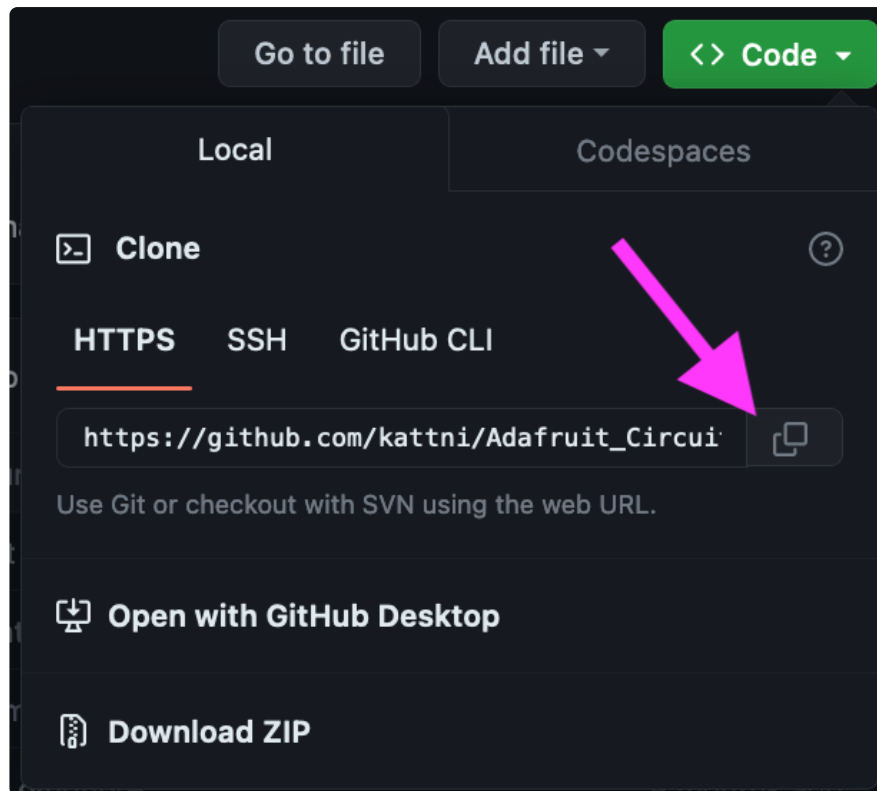 Go to file
Add file
Code
Local
Codespaces
Clone
HTTPS
SSH
GitHub CLI
https://github.com/kattni/Adafruit_Circui
Use Git or checkout with SVN using the web URL.
Open with GitHub Desktop
Download ZIP